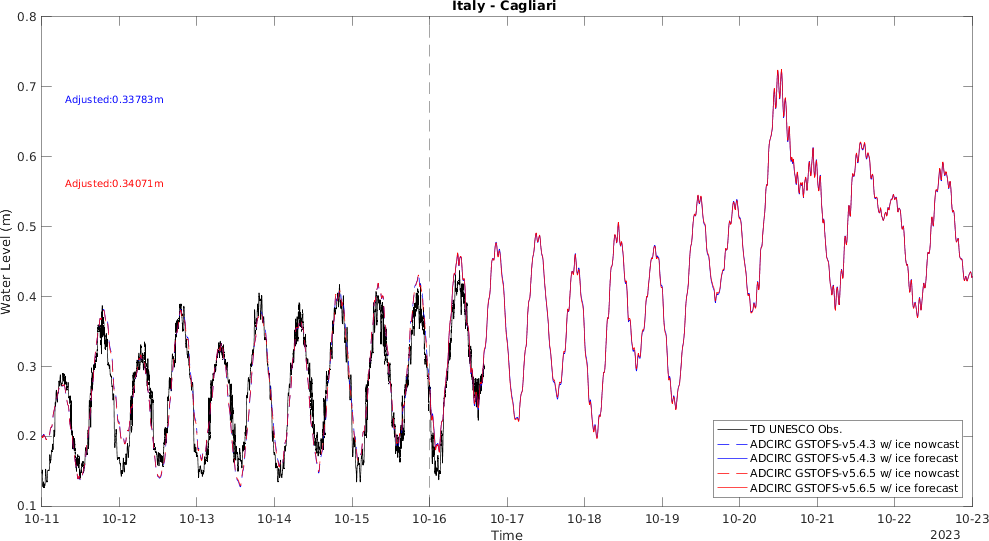 Italy - Cagliari
0.8
0.7
0.6
0.5
0.4
0.3
0.2
0.1
Water Level (m)
Adjusted:0.33783m
Adjusted:0.34071m
TD UNESCO Obs.
ADCIRC GSTOFS-v5.4.3 w/ ice nowcast
ADCIRC GSTOFS-v5.4.3 w/ ice forecast
ADCIRC GSTOFS-v5.6.5 w/ ice nowcast
ADCIRC GSTOFS-v5.6.5 w/ ice forecast
10-11 10-12 10-13 10-14 10-15 10-16 10-17 10-18 10-19 10-20 10-21 10-22 10-23
Time
2023